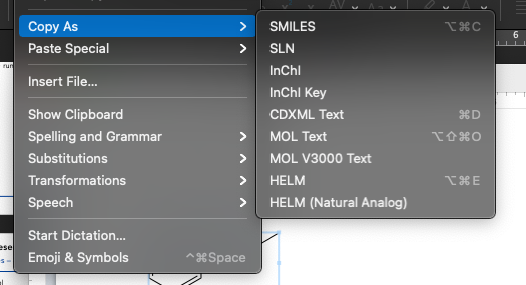 Copy As
Paste Special
Insert File...
Show Clipboard
Spelling and Grammar
Substitutions
Transformations
Speech
Start Dictation...
Emoji & Symbols ^⌘Space
SMILES ⌥⌘C
SLN
InChI
InChI Key
CDXML Text ⌘D
MOL Text ⌥⇧⌘O
MOL V3000 Text
HELM ⌥⌘E
HELM (Natural Analog)
6